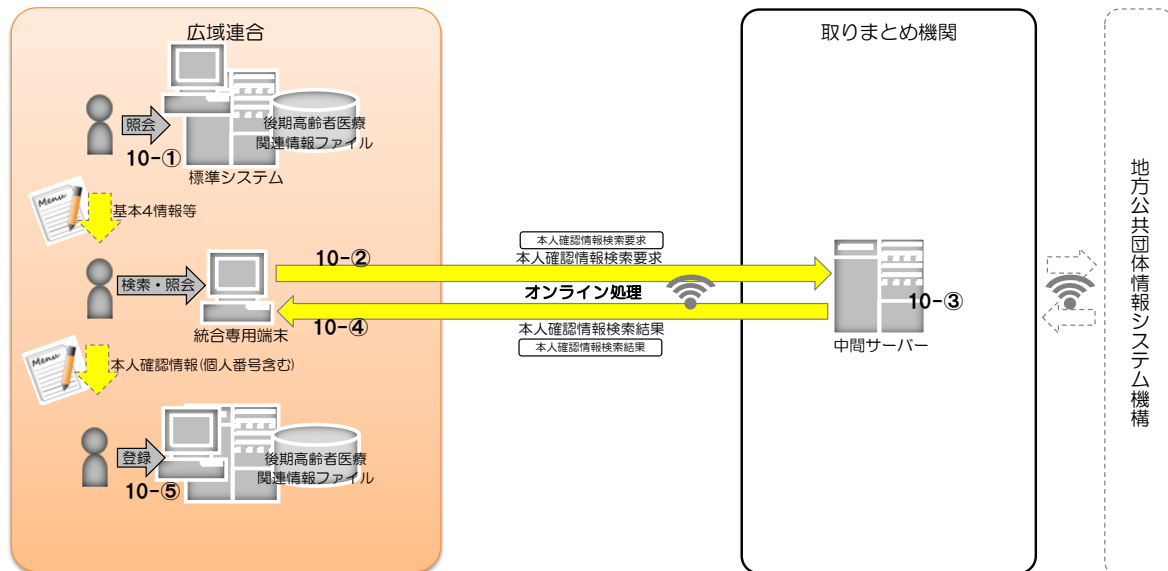 広域連合
取りまとめ機関
照会
10-①
後期高齢者医療
関連情報ファイル
標準システム
Menu
基本4情報等
検索・照会
統合専用端末
10-②
本人確認情報検索要求
本人確認情報検索要求
オンライン処理
10-④
本人確認情報検索結果
本人確認情報検索結果
10-③
中間サーバー
地方公共団体情報システム機構
Menu
本人確認情報(個人番号含む)
登録
10-⑤
後期高齢者医療
関連情報ファイル